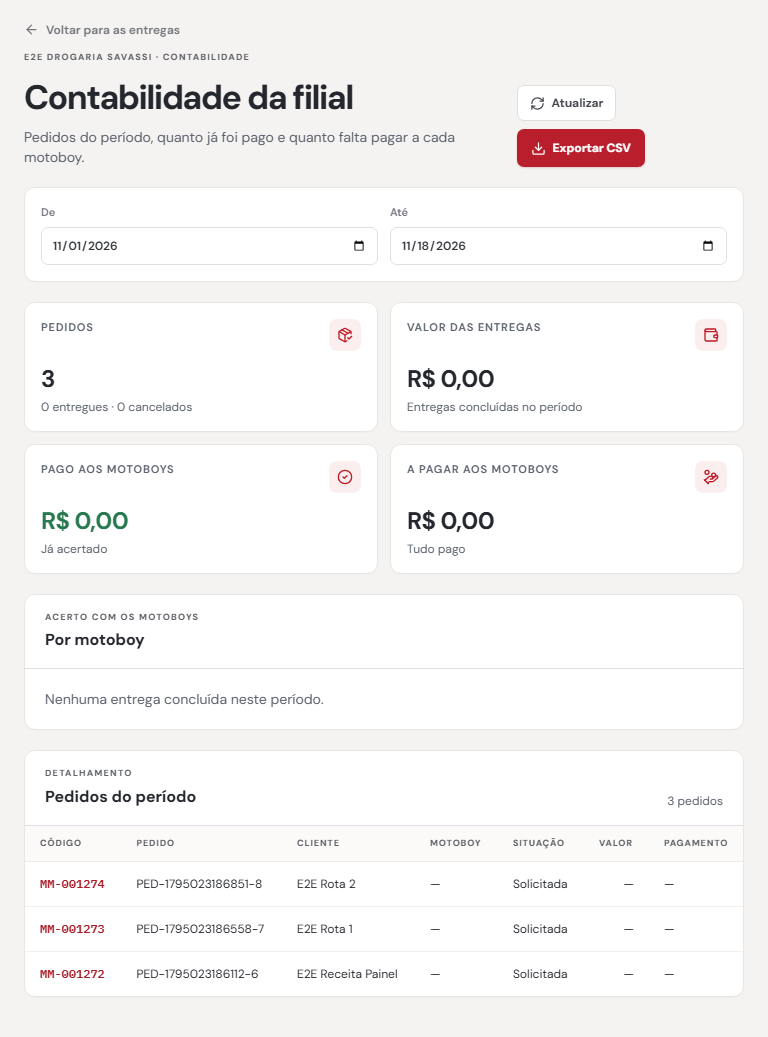 Voltar para as entregas
E2E DROGARIA SAVASSI · CONTABILIDADE
Contabilidade da filial
Pedidos do período, quanto já foi pago e quanto falta pagar a cada
motoboy.
Atualizar
Exportar CSV
De
Até
11/01/2026
11/18/2026
PEDIDOS
3
0 entregues · 0 cancelados
VALOR DAS ENTREGAS
R$ 0,00
Entregas concluídas no período
PAGO AOS MOTOBOYS
R$ 0,00
Já acertado
A PAGAR AOS MOTOBOYS
R$ 0,00
Tudo pago
ACERTO COM OS MOTOBOYS
Por motoboy
Nenhuma entrega concluída neste período.
DETALHAMENTO
Pedidos do período
3 pedidos
CÓDIGO PEDIDO CLIENTE MOTOBOY SITUAÇÃO VALOR PAGAMENTO
MM-001274 PED-1795023186851-8 E2E Rota 2 — Solicitada — —
MM-001273 PED-1795023186558-7 E2E Rota 1 — Solicitada — —
MM-001272 PED-1795023186112-6 E2E Receita Painel — Solicitada — —